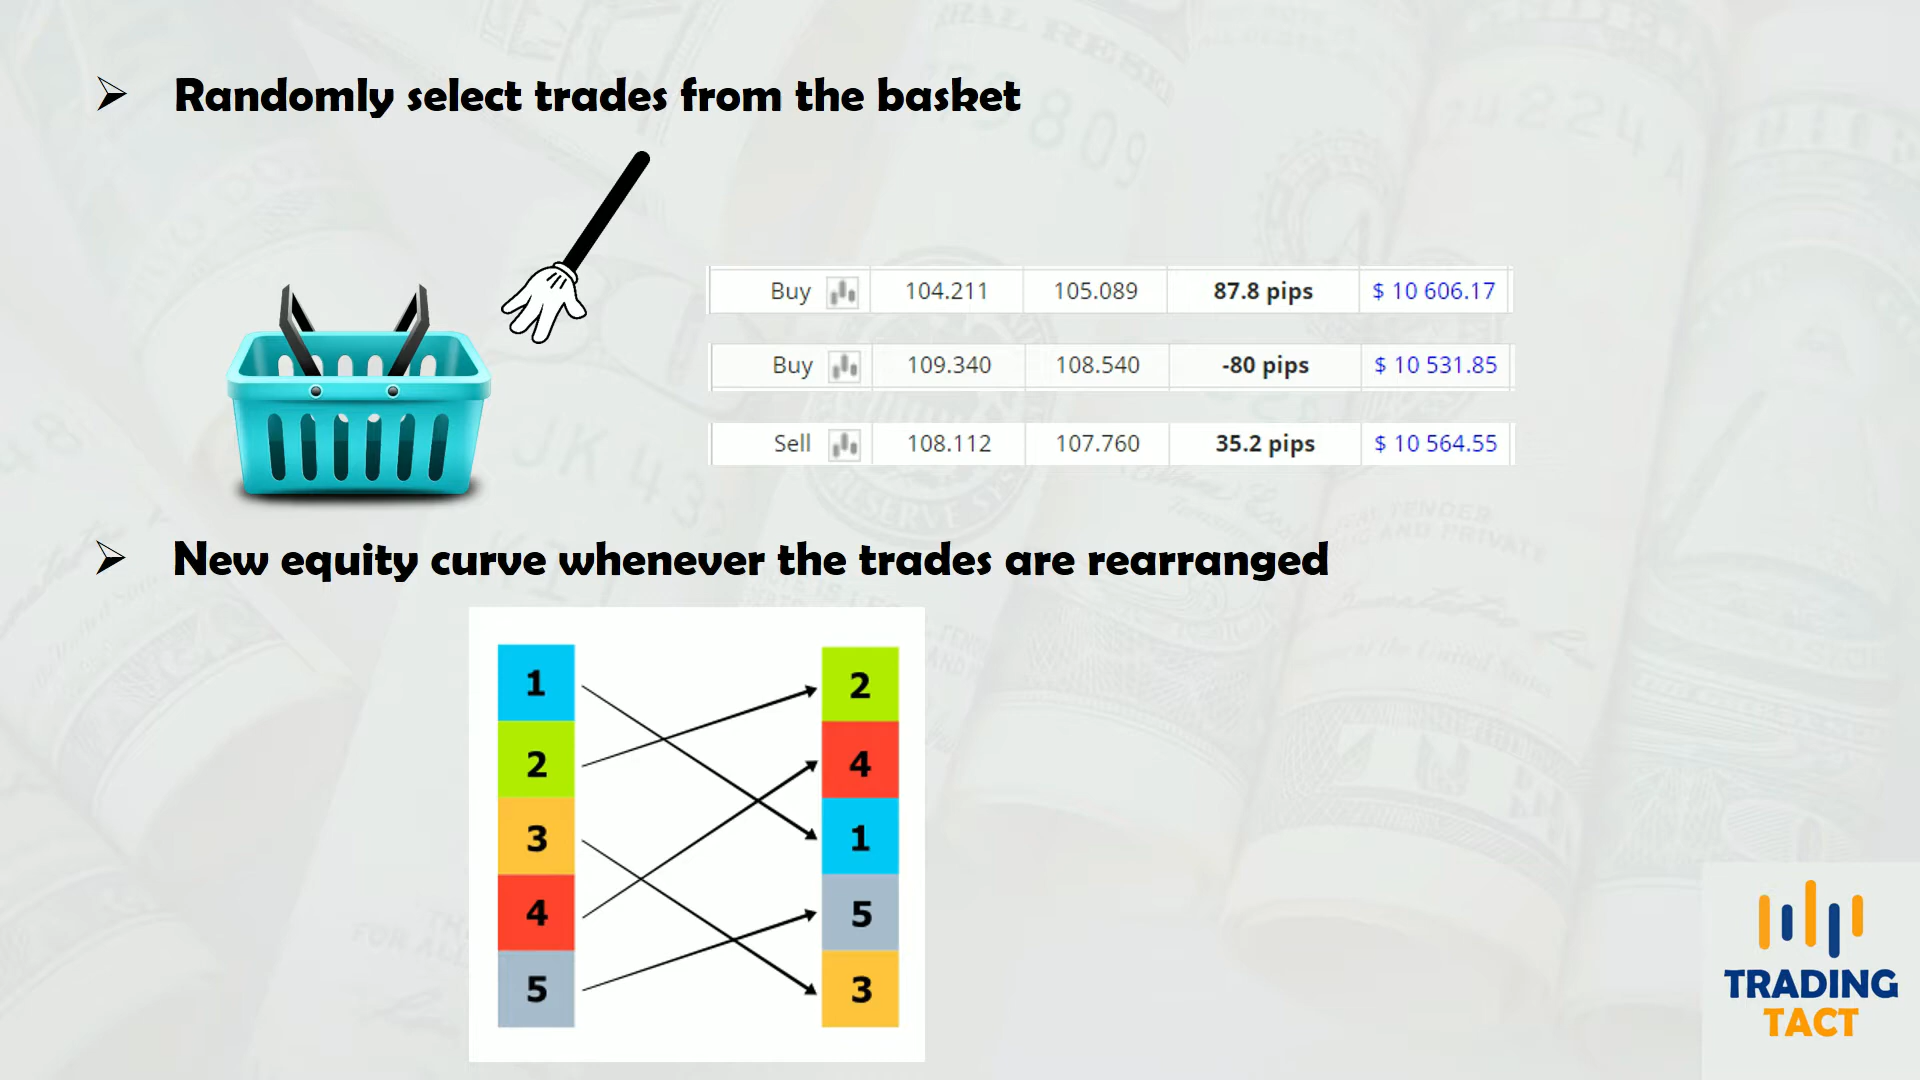 Randomly select trades from the basket
Buy 104.211 105.089 87.8 pips $ 10 606.17
Buy 109.340 108.540 -80 pips $ 10 531.85
Sell 108.112 107.760 35.2 pips $ 10 564.55
New equity curve whenever the trades are rearranged
1 2
2 4
3 1
4 5
5 3
TRADING
TACT